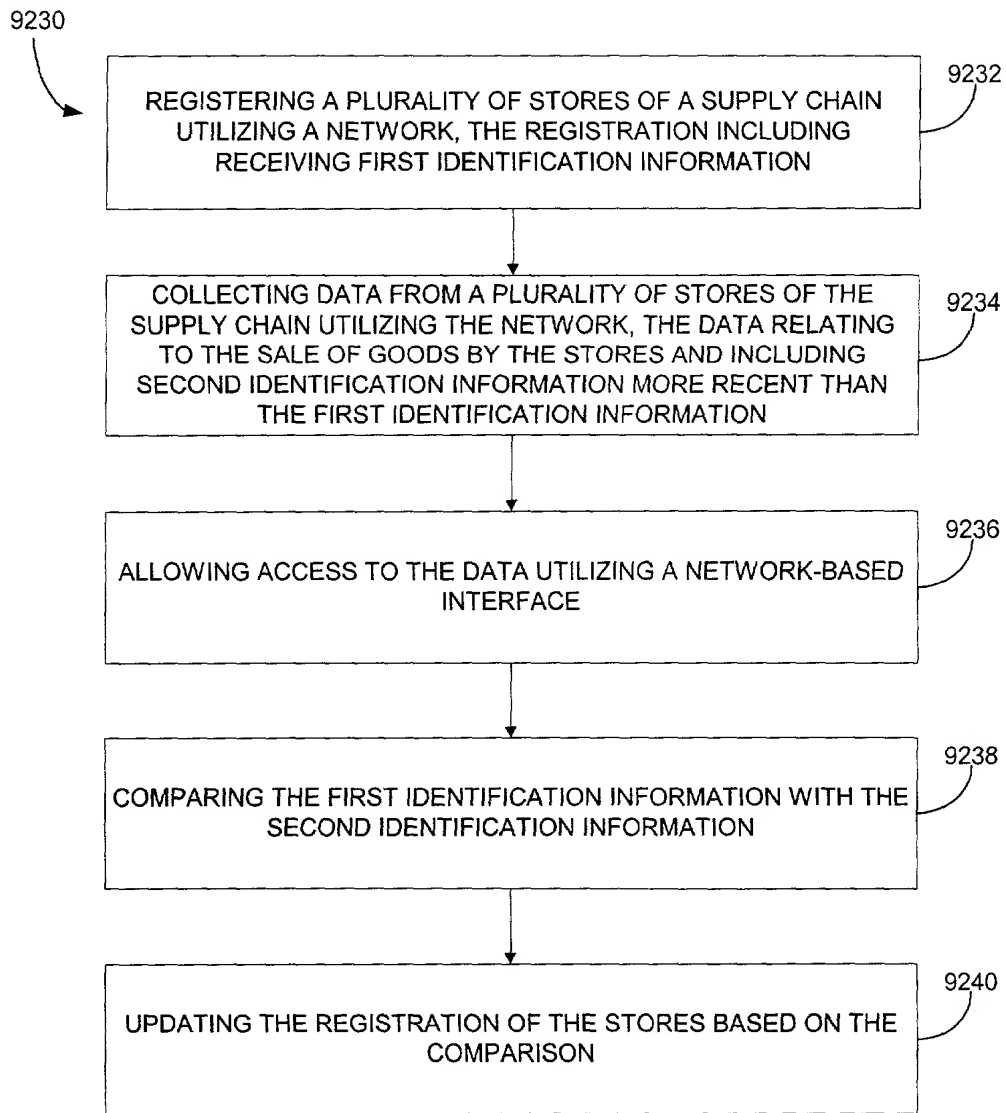 9230
9232
REGISTERING A PLURALITY OF STORES OF A SUPPLY CHAIN
UTILIZING A NETWORK, THE REGISTRATION INCLUDING
RECEIVING FIRST IDENTIFICATION INFORMATION
9234
COLLECTING DATA FROM A PLURALITY OF STORES OF THE
SUPPLY CHAIN UTILIZING THE NETWORK, THE DATA RELATING
TO THE SALE OF GOODS BY THE STORES AND INCLUDING
SECOND IDENTIFICATION INFORMATION MORE RECENT THAN
THE FIRST IDENTIFICATION INFORMATION
9236
ALLOWING ACCESS TO THE DATA UTILIZING A NETWORK-BASED
INTERFACE
9238
COMPARING THE FIRST IDENTIFICATION INFORMATION WITH THE
SECOND IDENTIFICATION INFORMATION
9240
UPDATING THE REGISTRATION OF THE STORES BASED ON THE
COMPARISON